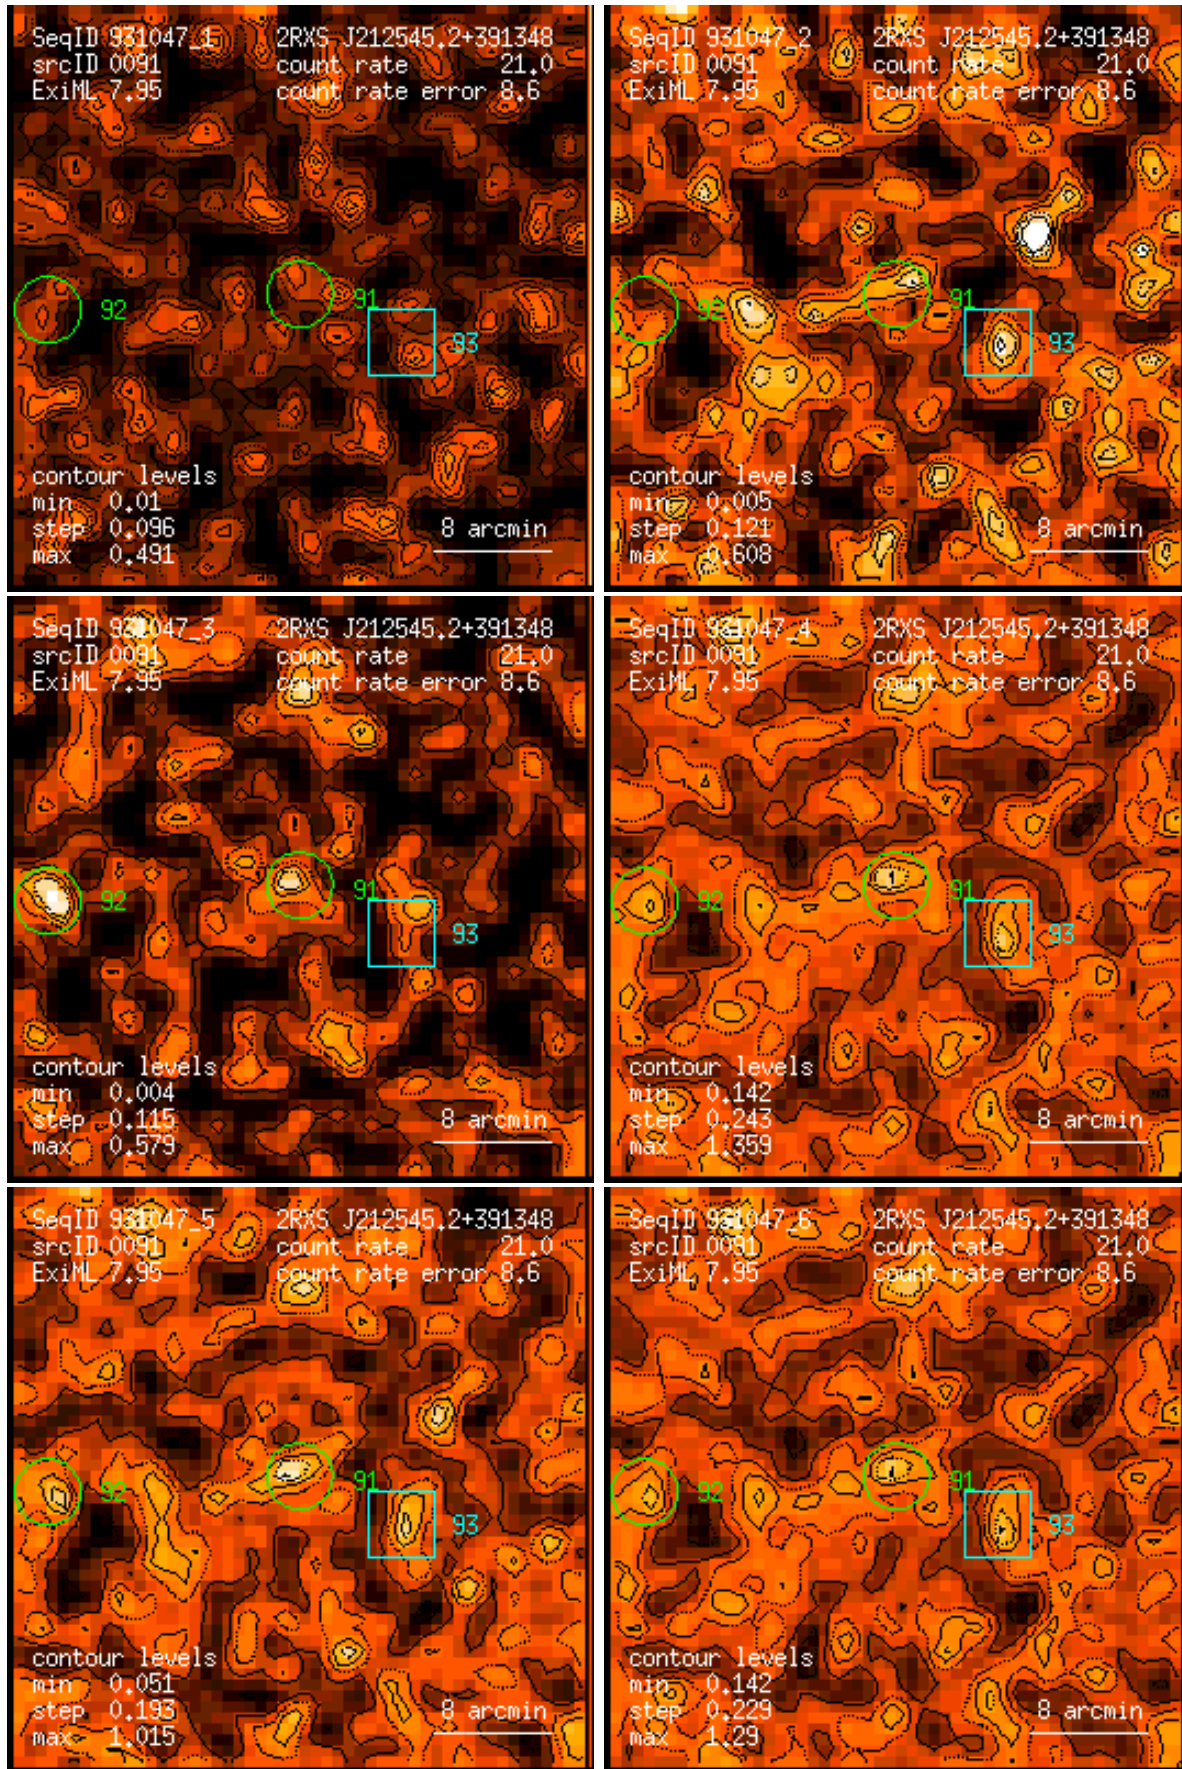 SeqID 931047_1 2RXS J212545.2+391348
srcID 0091 count rate 21.0
ExiML 7.95 count rate error 8.6
92
91
93
contour levels
min 0.01
step 0.096
max 0.491
8 arcmin
SeqID 931047_2 2RXS J212545.2+391348
srcID 0091 count rate 21.0
ExiML 7.95 count rate error 8.6
92
91
93
contour levels
min 0.005
step 0.121
max 0.608
8 arcmin
SeqID 931047_3 2RXS J212545.2+391348
srcID 0091 count rate 21.0
ExiML 7.95 count rate error 8.6
92
91
93
contour levels
min 0.004
step 0.115
max 0.579
8 arcmin
SeqID 931047_4 2RXS J212545.2+391348
srcID 0091 count rate 21.0
ExiML 7.95 count rate error 8.6
92
91
93
contour levels
min 0.142
step 0.243
max 1.359
8 arcmin
SeqID 931047_5 2RXS J212545.2+391348
srcID 0091 count rate 21.0
ExiML 7.95 count rate error 8.6
92
91
93
contour levels
min 0.051
step 0.193
max 1.015
8 arcmin
SeqID 931047_6 2RXS J212545.2+391348
srcID 0091 count rate 21.0
ExiML 7.95 count rate error 8.6
92
91
93
contour levels
min 0.142
step 0.229
max 1.29
8 arcmin